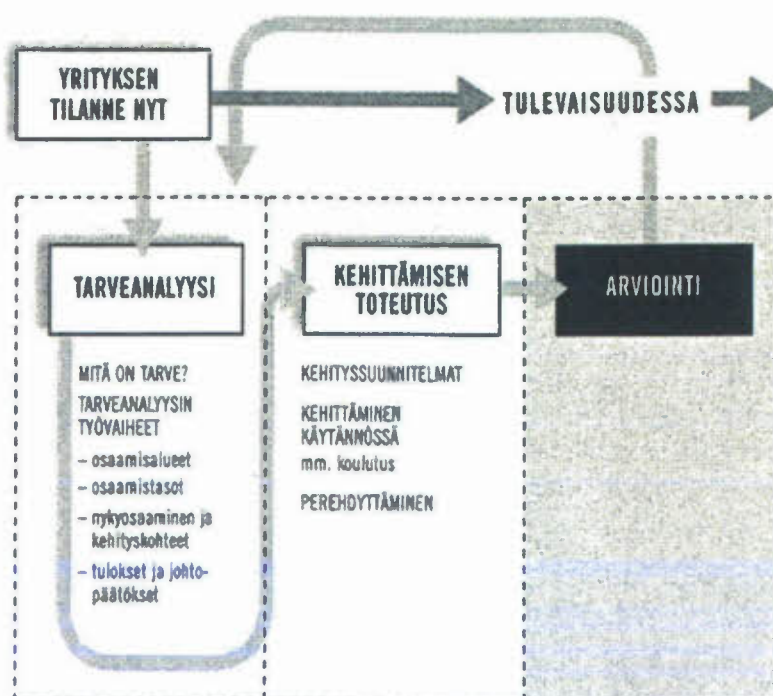 YRITYKSEN
TILANNE NYT
TULEVAISUUDESSA
TARVEANALYYSI
MITÄ ON TARVE?
TARVEANALYYSIN
TYÖVAIHEET
– osaamisalueet
– osaamistasot
– nykyosaaminen ja
kehityskohteet
– tulokset ja johto-
päätökset
KEHITTÄMISEN
TOTEUTUS
KEHITYSSUUNNITELMAT
KEHITTÄMINEN
KÄYTÄNNÖSSÄ
mm. koulutus
PEREHDYTTÄMINEN
ARVIOINTI